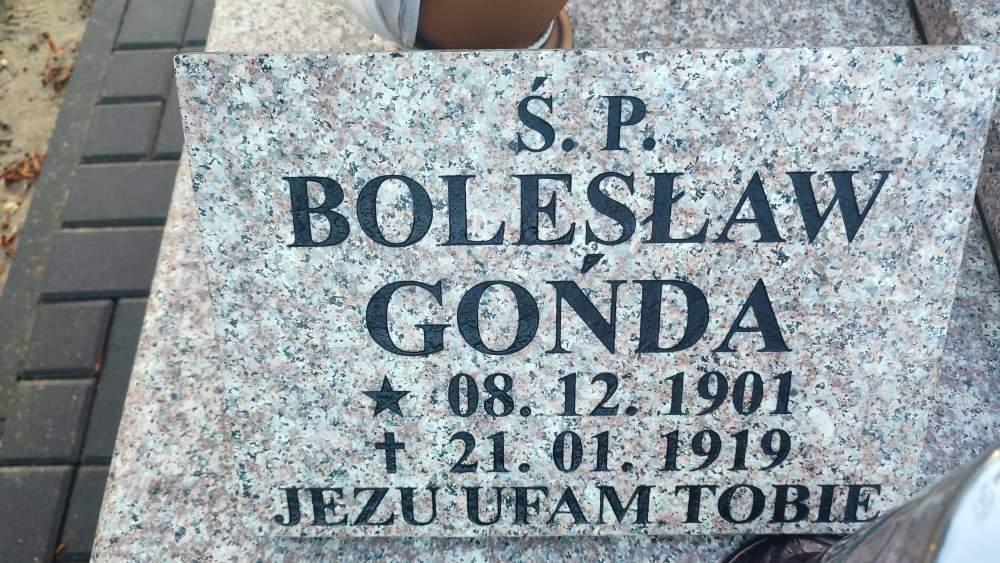 Ś. P.
BOLESŁAW
GOŃDA
★ 08. 12. 1901
✝ 21. 01. 1919
JEZU UFAM TOBIE